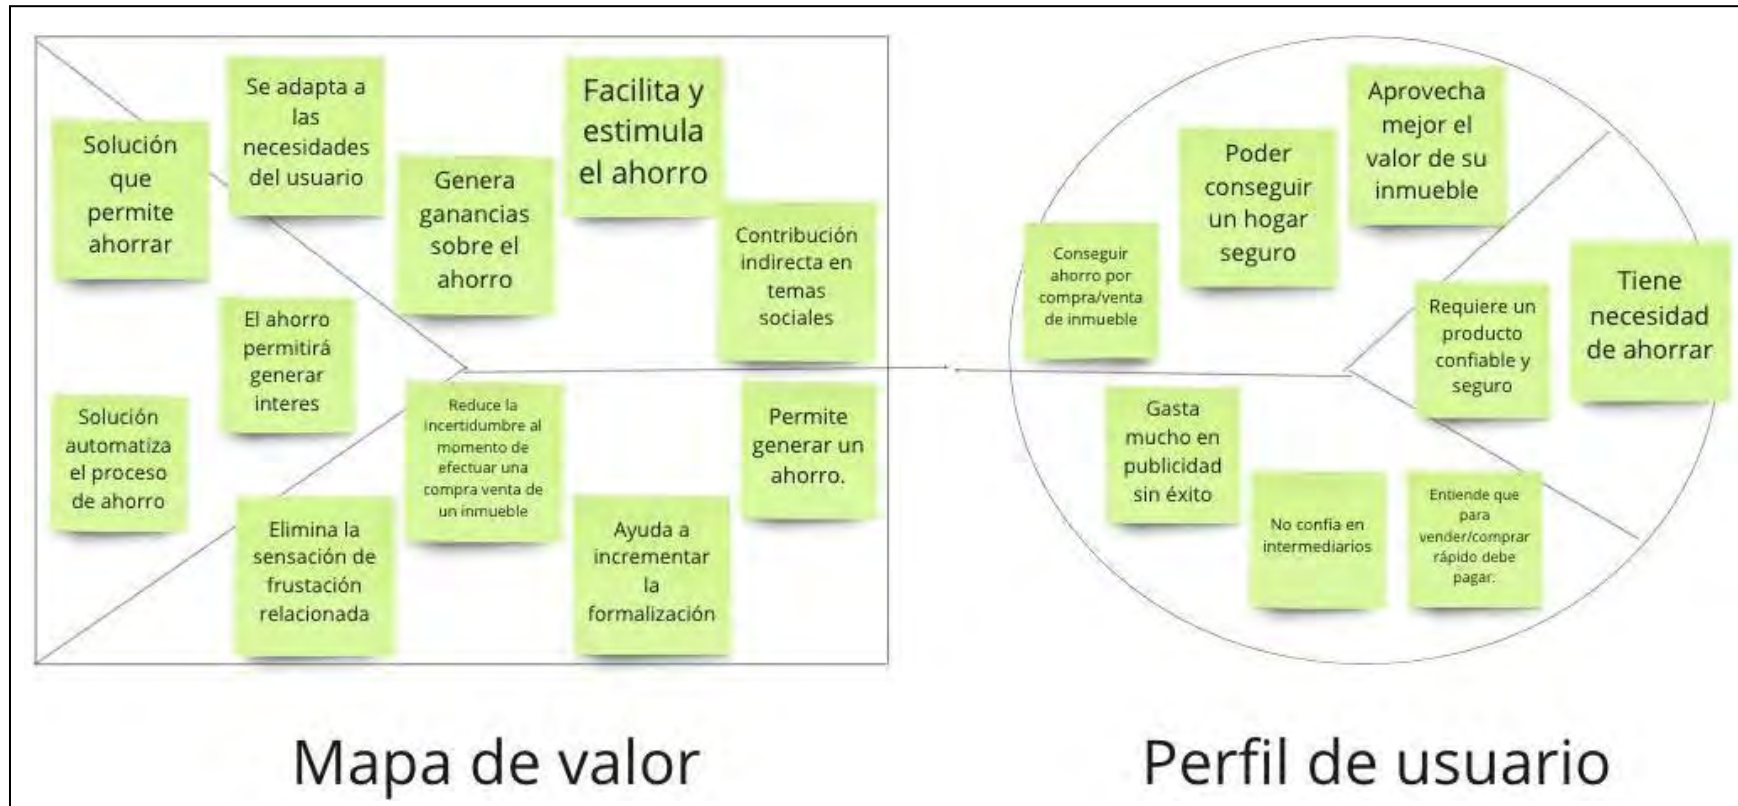 Solución
que
permite
ahorrar
Se adapta a
las
necesidades
del usuario
Genera
ganancias
sobre el
ahorro
Facilita y
estimula
el ahorro
Contribución
indirecta en
temas
sociales
El ahorro
permitirá
generar
interes
Solución
automatiza
el proceso
de ahorro
Reduce la
incertidumbre al
momento de
efectuar una
compra venta de
un inmueble
Permite
generar un
ahorro.
Elimina la
sensación de
frustación
relacionada
Ayuda a
incrementar
la
formalización
Mapa de valor
Conseguir
ahorro por
compra/venta
de inmueble
Poder
conseguir
un hogar
seguro
Aprovecha
mejor el
valor de su
inmueble
Requiere un
producto
confiable y
seguro
Tiene
necesidad
de ahorrar
Gasta
mucho en
publicidad
sin éxito
No confía en
intermediarios
Entiende que
para
vender/comprar
rápido debe
pagar.
Perfil de usuario